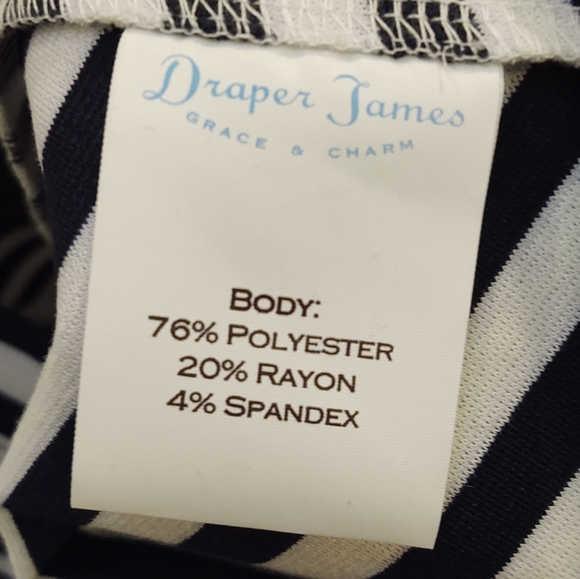 Draper James
GRACE & CHARM
BODY:
76% POLYESTER
20% RAYON
4% SPANDEX